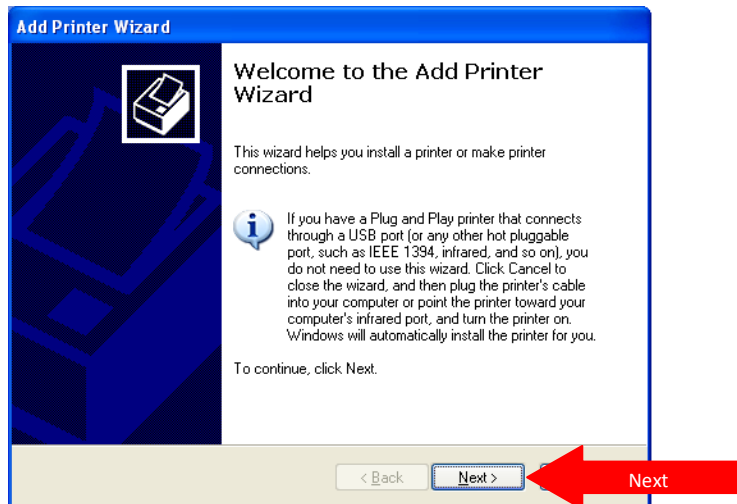 Add Printer Wizard
Welcome to the Add Printer
Wizard
This wizard helps you install a printer or make printer
connections.
If you have a Plug and Play printer that connects
through a USB port (or any other hot pluggable
port, such as IEEE 1394, infrared, and so on), you
do not need to use this wizard. Click Cancel to
close the wizard, and then plug the printer's cable
into your computer or point the printer toward your
computer's infrared port, and turn the printer on.
Windows will automatically install the printer for you.
To continue, click Next.
< Back Next > Next